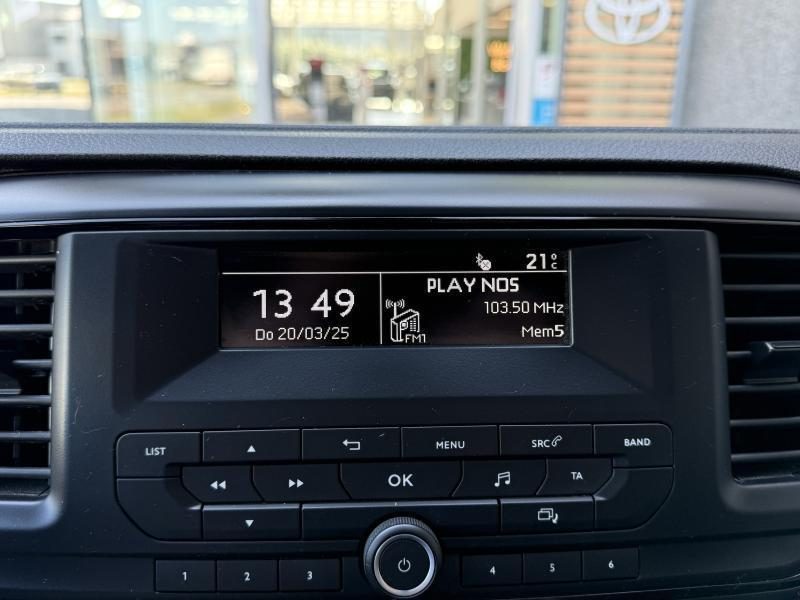 21°C
13 49
Do 20/03/25
PLAY NOS
103.50 MHz
FM1
Mem5
LIST
MENU
SRC
BAND
OK
TA
1 2 3 4 5 6